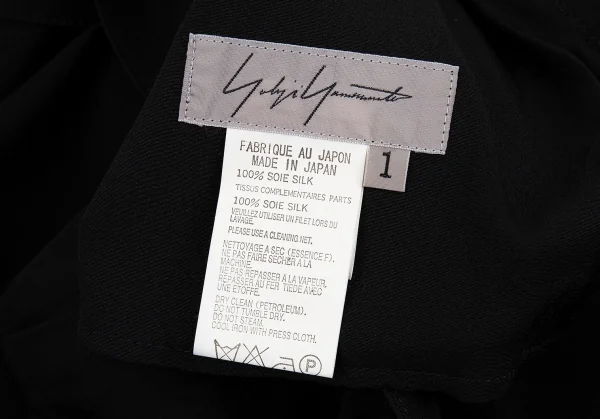 Yohji Yamamoto
1
FABRIQUE AU JAPON
MADE IN JAPAN
100% SOIE SILK
TISSUS COMPLEMENTAIRES PARTS
100% SOIE SILK
VEUILLEZ UTILISER UN FILET LORS DU
LAVAGE.
PLEASE USE A CLEANING NET.
NETTOYAGE A SEC (ESSENCE F).
NE PAS FAIRE SECHER A LA
MACHINE.
NE PAS REPASSER A LA VAPEUR.
REPASSER AU FER TIEDE AVEC
UNE ETOFFE.
DRY CLEAN (PETROLEUM).
DO NOT TUMBLE DRY.
DO NOT STEAM.
COOL IRON WITH PRESS CLOTH.
P